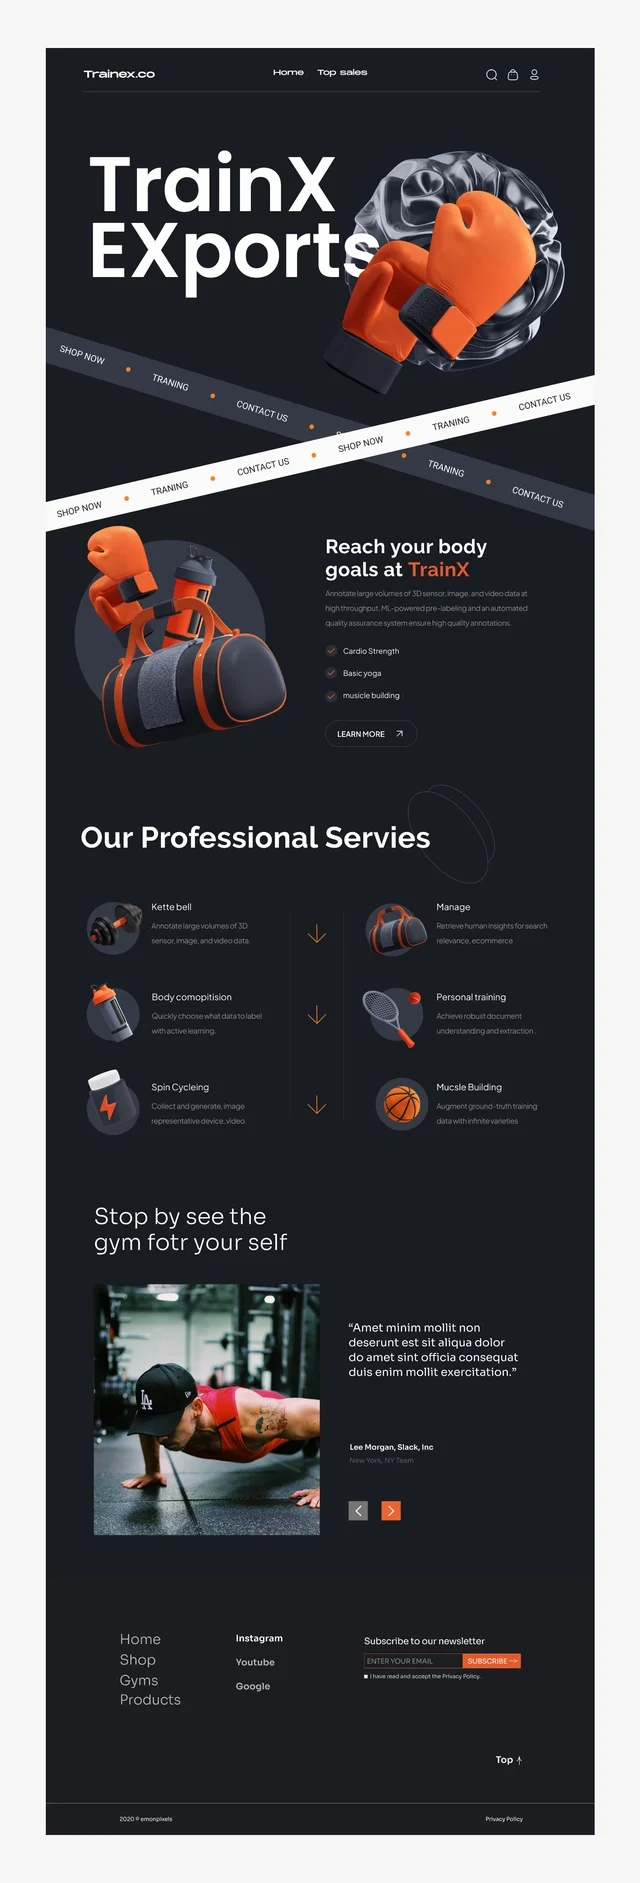 Trainex.co
Home Top sales
TrainX
EXports
SHOP NOW TRANING CONTACT US
TRANING CONTACT US
SHOP NOW TRANING CONTACT US SHOP NOW TRANING CONTACT US
Reach your body
goals at TrainX
Annotate large volumes of 3D sensor, image, and video data at
high throughput. ML-powered pre-labeling and an automated
quality assurance system ensure high quality annotations.
Cardio Strength
Basic yoga
musicle building
LEARN MORE
Our Professional Servies
Kette bell
Annotate large volumes of 3D
sensor, image, and video data.
Manage
Retrieve human insights for search
relevance, ecommerce
Body comopitision
Quickly choose what data to label
with active learning.
Personal training
Achieve robust document
understanding and extraction.
Spin Cycleing
Collect and generate, image
representative device, video.
Mucsle Building
Augment ground-truth training
data with infinite varieties
Stop by see the
gym fotr your self
LA
“Amet minim mollit non
deserunt est sit aliqua dolor
do amet sint officia consequat
duis enim mollit exercitation.”
Lee Morgan, Slack, Inc
New York, NY Team
Home
Shop
Gyms
Products
Instagram
Youtube
Google
Subscribe to our newsletter
ENTER YOUR EMAIL SUBSCRIBE →
I have read and accept the Privacy Policy.
Top
2020 © emonpixels
Privacy Policy